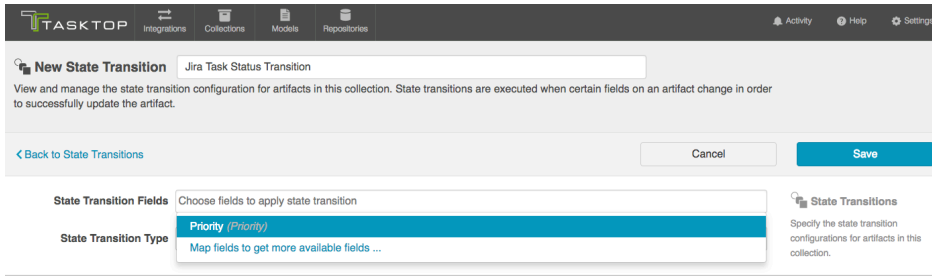 TASKTOP
Integrations
Collections
Models
Repositories
Activity
Help
Settings
New State Transition
Jira Task Status Transition
View and manage the state transition configuration for artifacts in this collection. State transitions are executed when certain fields on an artifact change in order
to successfully update the artifact.
Back to State Transitions
Cancel
Save
State Transition Fields
Choose fields to apply state transition
Priority (Priority)
State Transition Type
Map fields to get more available fields ...
State Transitions
Specify the state transition
configurations for artifacts in this
collection.